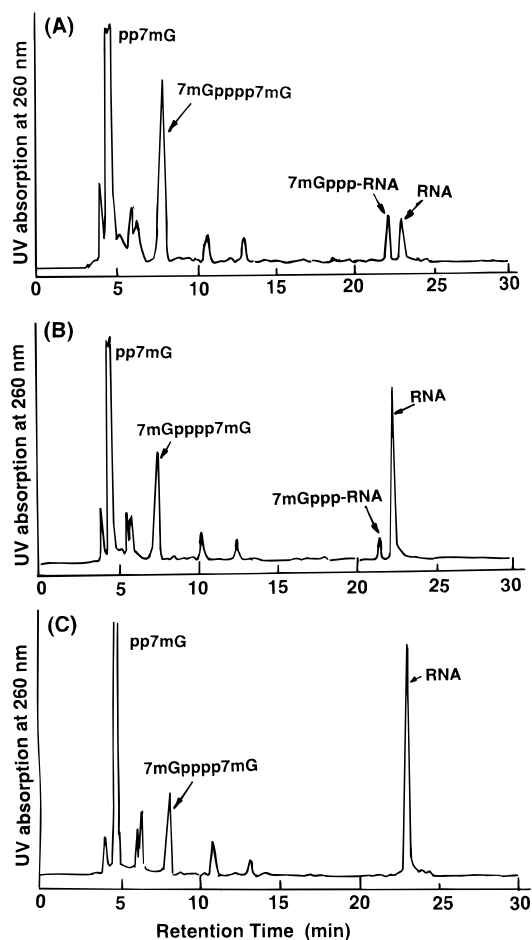 (A)
pp7mG
7mGpppp7mG
7mGppp-RNA
RNA
UV absorption at 260 nm
0 5 10 15 20 25 30
(B)
pp7mG
7mGpppp7mG
RNA
7mGppp-RNA
UV absorption at 260 nm
0 5 10 15 20 25 30
(C)
pp7mG
RNA
7mGpppp7mG
UV absorption at 260 nm
0 5 10 15 20 25 30
Retention Time (min)